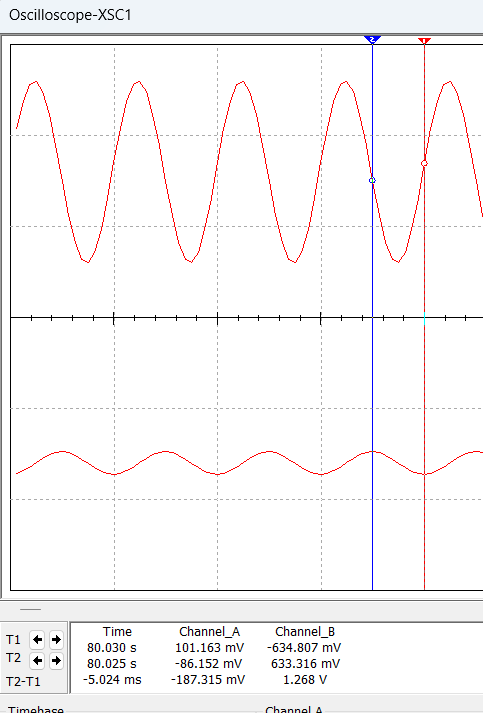 Oscilloscope-XSC1
2 1
Time Channel_A Channel_B
T1 80.030 s 101.163 mV -634.807 mV
T2 80.025 s -86.152 mV 633.316 mV
T2-T1 -5.024 ms -187.315 mV 1.268 V
Timebase Channel A